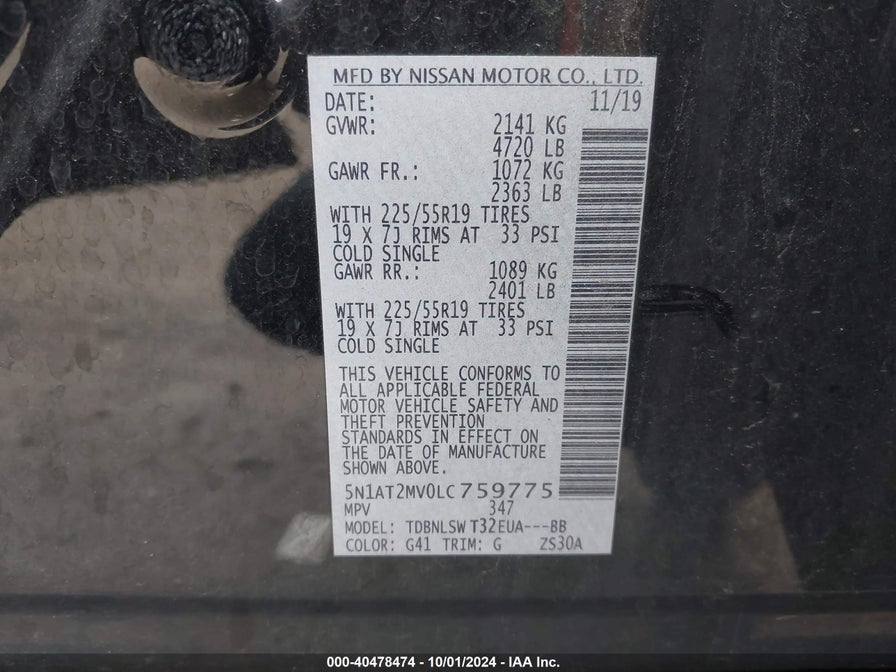 MFD BY NISSAN MOTOR CO., LTD.
DATE: 11/19
GVWR: 2141 KG
4720 LB
GAWR FR.: 1072 KG
2363 LB
WITH 225/55R19 TIRES
19 X 7J RIMS AT 33 PSI
COLD SINGLE
GAWR RR.: 1089 KG
2401 LB
WITH 225/55R19 TIRES
19 X 7J RIMS AT 33 PSI
COLD SINGLE
THIS VEHICLE CONFORMS TO
ALL APPLICABLE FEDERAL
MOTOR VEHICLE SAFETY AND
THEFT PREVENTION
STANDARDS IN EFFECT ON
THE DATE OF MANUFACTURE
SHOWN ABOVE.
5N1AT2MV0LC759775
MPV 347
MODEL: TDBNLSW T32EUA---BB
COLOR: G41 TRIM: G ZS30A
000-40478474 - 10/01/2024 - IAA Inc.